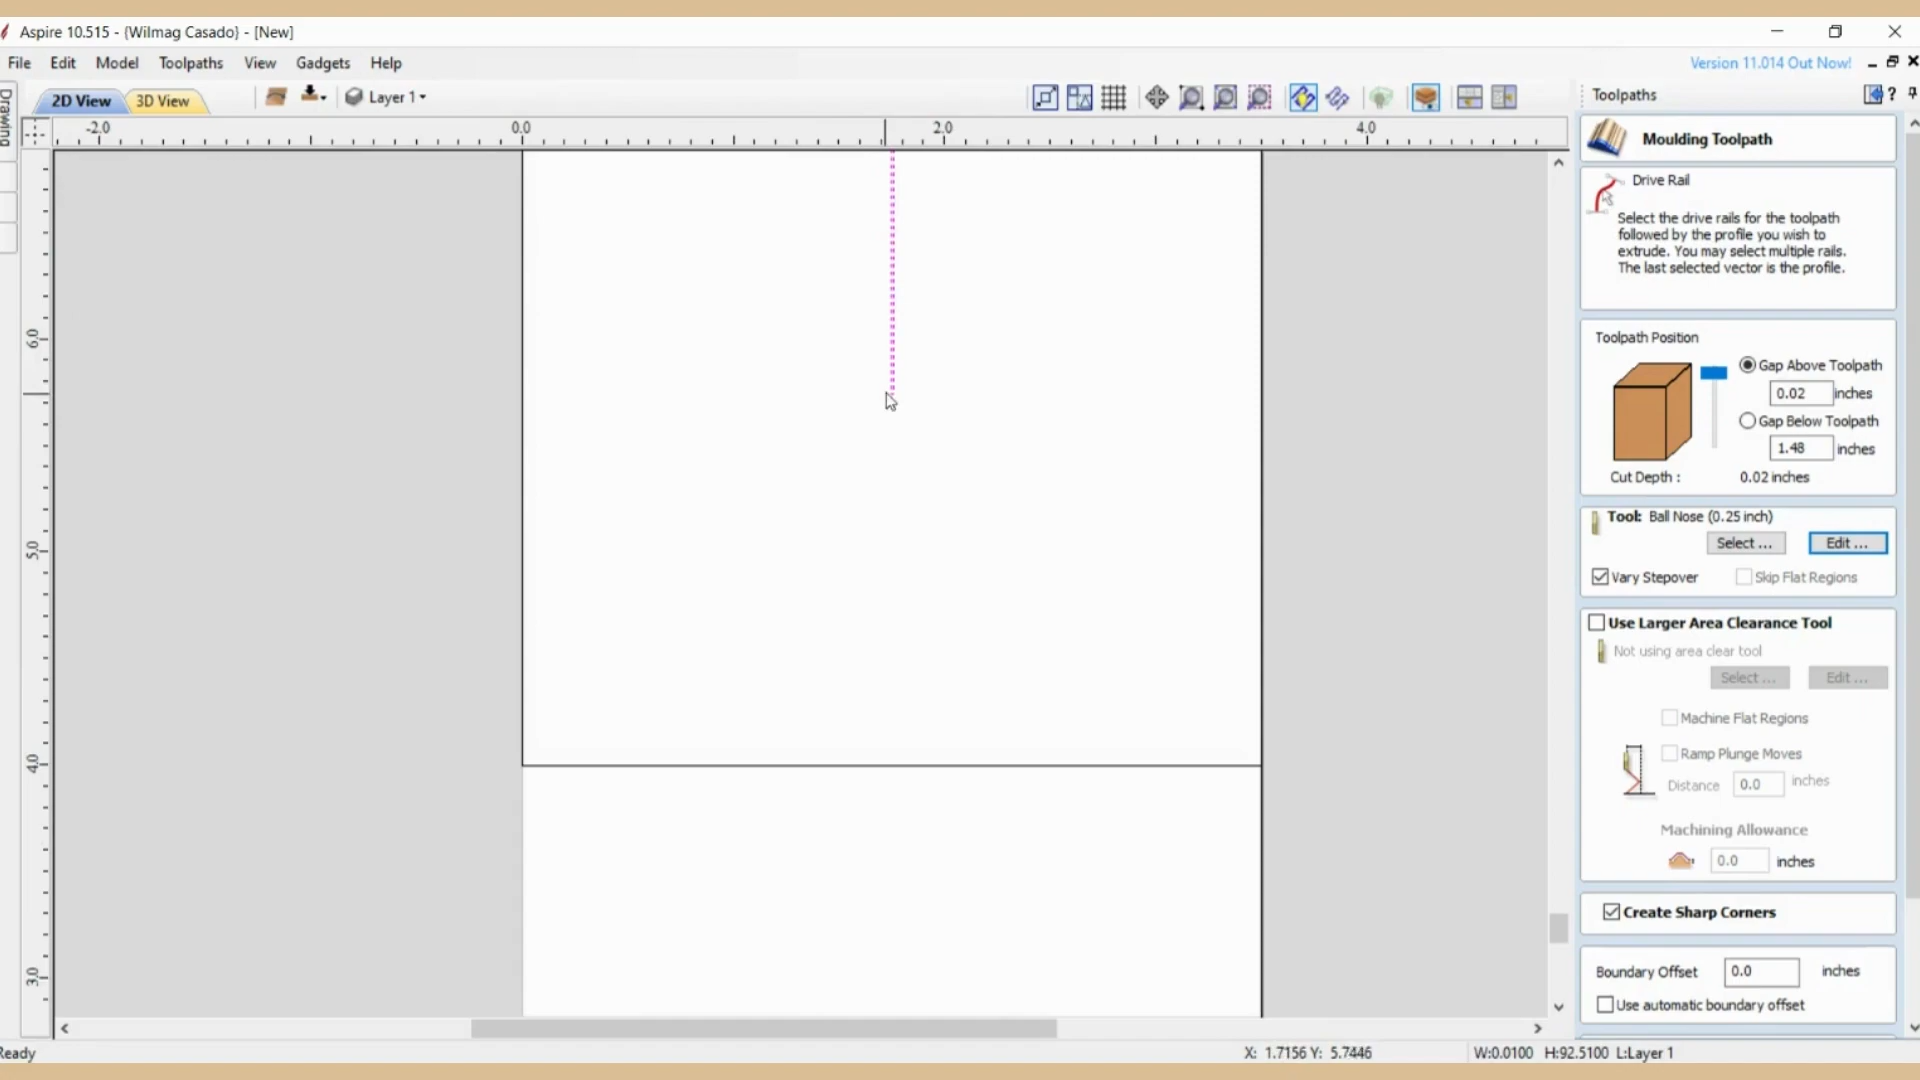 Aspire 10.515 - {Wilmag Casado} - [New]
File Edit Model Toolpaths View Gadgets Help
Version 11.014 Out Now!
Drawing
2D View 3D View
Layer 1
Toolpaths
-2.0 0.0 2.0 4.0
6.0
5.0
4.0
3.0
Moulding Toolpath
Drive Rail
Select the drive rails for the toolpath
followed by the profile you wish to
extrude. You may select multiple rails.
The last selected vector is the profile.
Toolpath Position
Gap Above Toolpath
0.02 inches
Gap Below Toolpath
1.48 inches
Cut Depth : 0.02 inches
Tool: Ball Nose (0.25 inch)
Select ... Edit ...
Vary Stepover Skip Flat Regions
Use Larger Area Clearance Tool
Not using area clear tool
Select ... Edit ...
Machine Flat Regions
Ramp Plunge Moves
Distance 0.0 inches
Machining Allowance
0.0 inches
Create Sharp Corners
Boundary Offset 0.0 inches
Use automatic boundary offset
Ready
X: 1.7156 Y: 5.7446
W:0.0100 H:92.5100 L:Layer 1